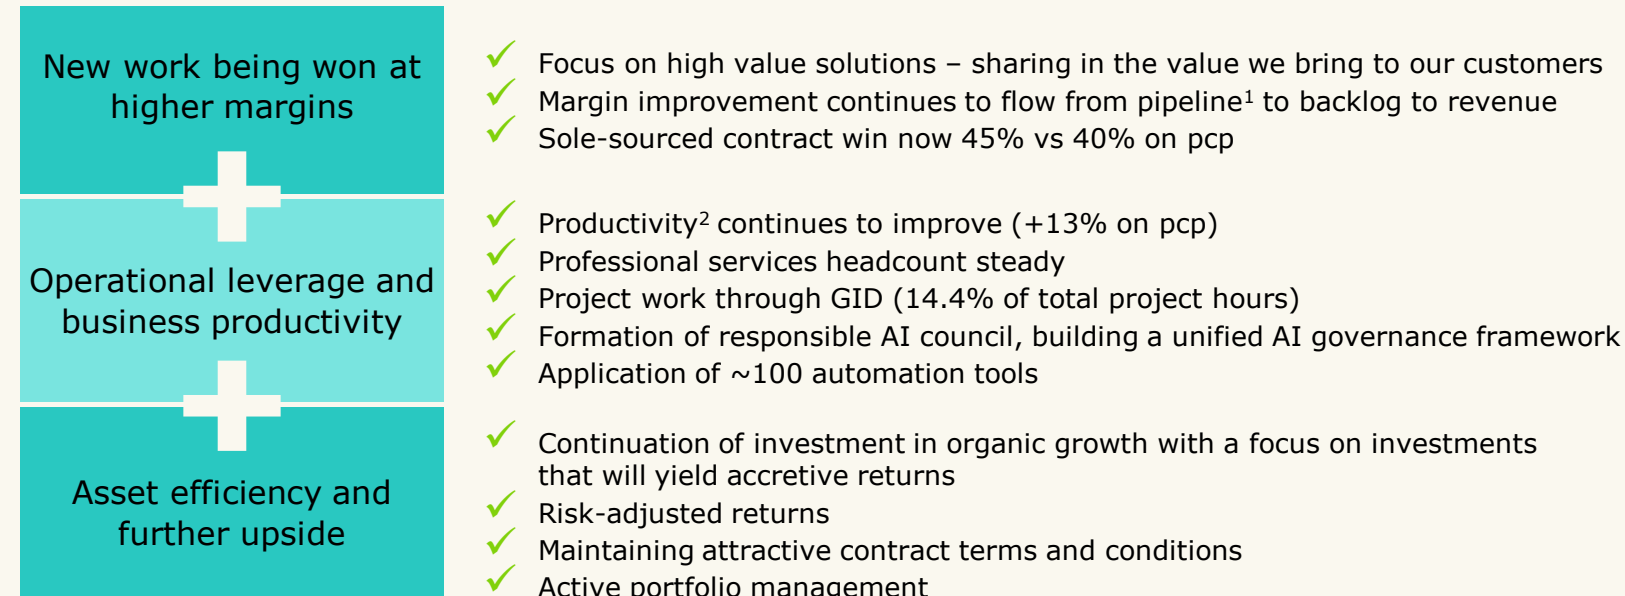 New work being won at
higher margins
✓ Focus on high value solutions – sharing in the value we bring to our customers
✓ Margin improvement continues to flow from pipeline¹ to backlog to revenue
✓ Sole-sourced contract win now 45% vs 40% on pcp
Operational leverage and
business productivity
✓ Productivity² continues to improve (+13% on pcp)
✓ Professional services headcount steady
✓ Project work through GID (14.4% of total project hours)
✓ Formation of responsible AI council, building a unified AI governance framework
✓ Application of ~100 automation tools
Asset efficiency and
further upside
✓ Continuation of investment in organic growth with a focus on investments
that will yield accretive returns
✓ Risk-adjusted returns
✓ Maintaining attractive contract terms and conditions
✓ Active portfolio management